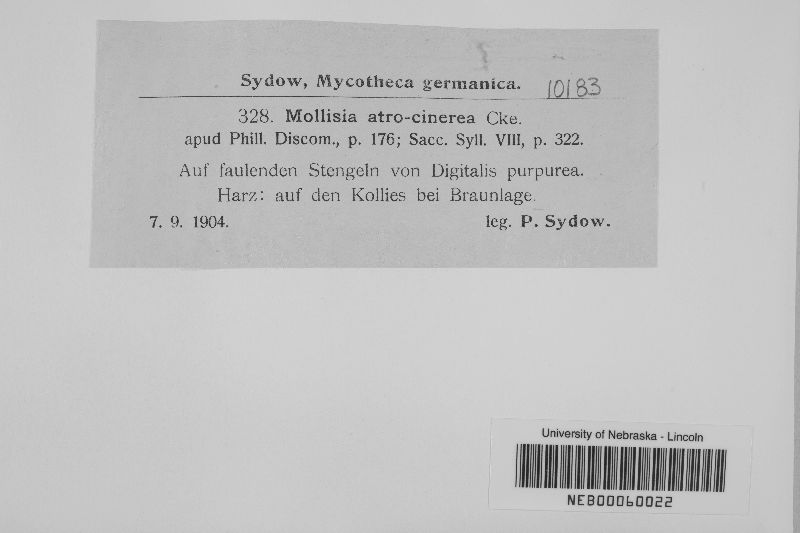 Sydow, Mycotheca germanica. 10183
328. Mollisia atro-cinerea Cke.
apud Phill. Discom., p. 176; Sacc. Syll. VIII, p. 322.
Auf faulenden Stengeln von Digitalis purpurea.
Harz: auf den Kollies bei Braunlage.
7. 9. 1904. leg. P. Sydow.
University of Nebraska - Lincoln
NEB00060022